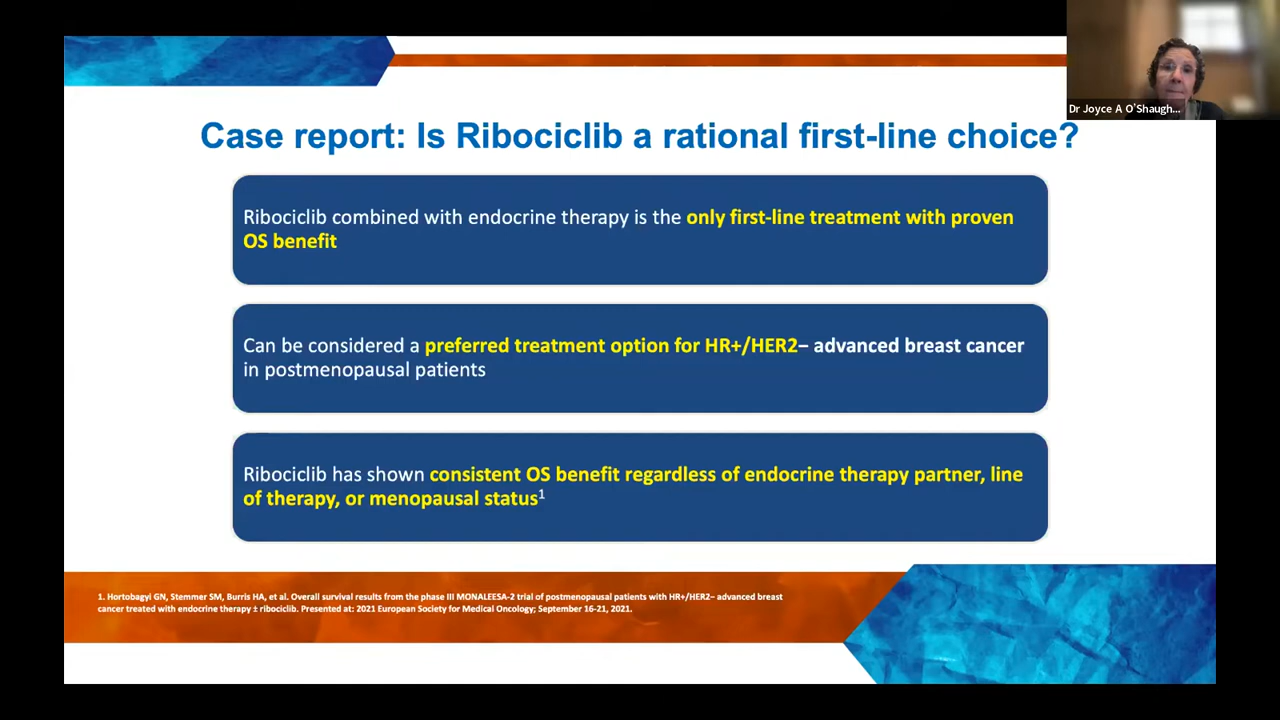 Dr Joyce A O'Shaugh...
Case report: Is Ribociclib a rational first-line choice?
Ribociclib combined with endocrine therapy is the only first-line treatment with proven
OS benefit
Can be considered a preferred treatment option for HR+/HER2– advanced breast cancer
in postmenopausal patients
Ribociclib has shown consistent OS benefit regardless of endocrine therapy partner, line
of therapy, or menopausal status¹
1. Hortobagyi GN, Stemmer SM, Burris HA, et al. Overall survival results from the phase III MONALEESA-2 trial of postmenopausal patients with HR+/HER2– advanced breast
cancer treated with endocrine therapy ± ribociclib. Presented at: 2021 European Society for Medical Oncology; September 16-21, 2021.